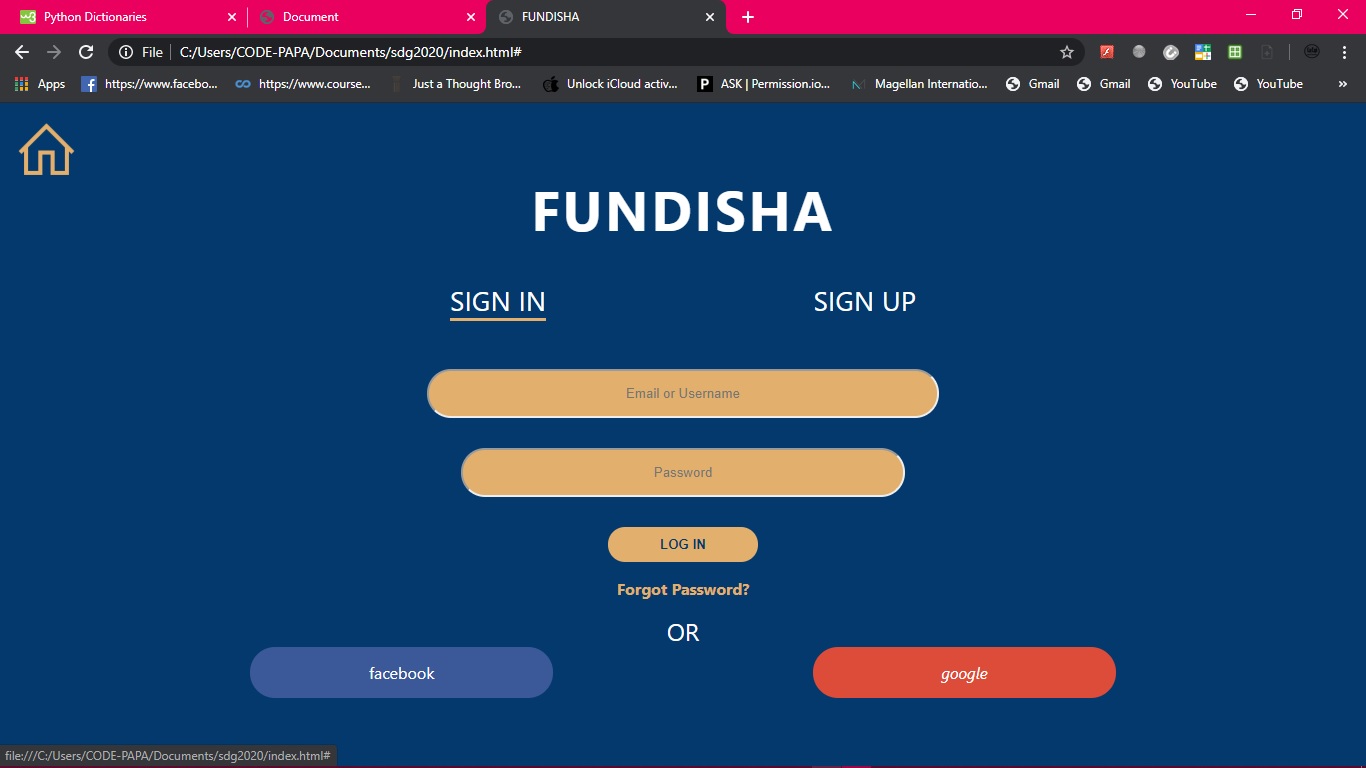 Python Dictionaries Document FUNDISHA
File C:/Users/CODE-PAPA/Documents/sdg2020/index.html#
Apps https://www.facebo... https://www.course... Just a Thought Bro... Unlock iCloud activ... ASK | Permission.io... Magellan Internatio... Gmail Gmail YouTube YouTube »
FUNDISHA
SIGN IN SIGN UP
Email or Username
Password
LOG IN
Forgot Password?
OR
facebook google
file:///C:/Users/CODE-PAPA/Documents/sdg2020/index.html#